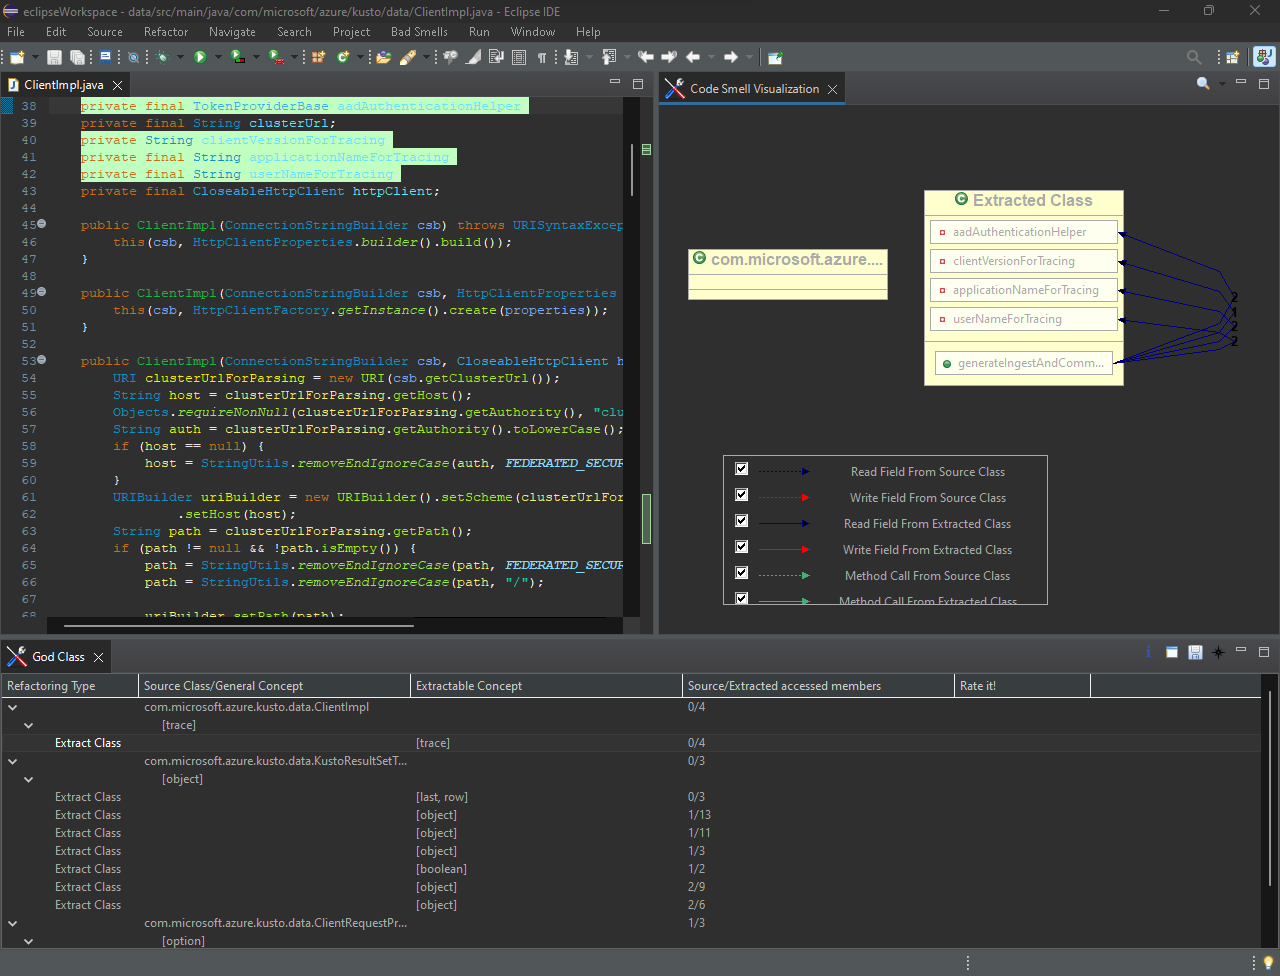 eclipseWorkspace - data/src/main/java/com/microsoft/azure/kusto/data/ClientImpl.java - Eclipse IDE
File Edit Source Refactor Navigate Search Project Bad Smells Run Window Help
ClientImpl.java
38 private final TokenProviderBase aadAuthenticationHelper
39 private final String clusterUrl;
40 private String clientVersionForTracing
41 private final String applicationNameForTracing
42 private final String userNameForTracing
43 private final CloseableHttpClient httpClient;
44
45 public ClientImpl(ConnectionStringBuilder csb) throws URISyntaxExcep
46 this(csb, HttpClientProperties.builder().build());
47 }
48
49 public ClientImpl(ConnectionStringBuilder csb, HttpClientProperties
50 this(csb, HttpClientFactory.getInstance().create(properties));
51 }
52
53 public ClientImpl(ConnectionStringBuilder csb, CloseableHttpClient h
54 URI clusterUrlForParsing = new URI(csb.getClusterUrl());
55 String host = clusterUrlForParsing.getHost();
56 Objects.requireNonNull(clusterUrlForParsing.getAuthority(), "clu
57 String auth = clusterUrlForParsing.getAuthority().toLowerCase();
58 if (host == null) {
59 host = StringUtils.removeEndIgnoreCase(auth, FEDERATED_SECUR
60 }
61 URIBuilder uriBuilder = new URIBuilder().setScheme(clusterUrlFor
62 .setHost(host);
63 String path = clusterUrlForParsing.getPath();
64 if (path != null && !path.isEmpty()) {
65 path = StringUtils.removeEndIgnoreCase(path, FEDERATED_SECUR
66 path = StringUtils.removeEndIgnoreCase(path, "/");
67
68 uriBuilder.setPath(path);
Code Smell Visualization
com.microsoft.azure....
Extracted Class
aadAuthenticationHelper
clientVersionForTracing
applicationNameForTracing
userNameForTracing
generateIngestAndComm...
2
1
2
2
Read Field From Source Class
Write Field From Source Class
Read Field From Extracted Class
Write Field From Extracted Class
Method Call From Source Class
Method Call From Extracted Class
God Class
Refactoring Type Source Class/General Concept Extractable Concept Source/Extracted accessed members Rate it!
com.microsoft.azure.kusto.data.ClientImpl 0/4
[trace]
Extract Class [trace] 0/4
com.microsoft.azure.kusto.data.KustoResultSetT... 0/3
[object]
Extract Class [last, row] 0/3
Extract Class [object] 1/13
Extract Class [object] 1/11
Extract Class [object] 1/3
Extract Class [boolean] 1/2
Extract Class [object] 2/9
Extract Class [object] 2/6
com.microsoft.azure.kusto.data.ClientRequestPr... 1/3
[option]